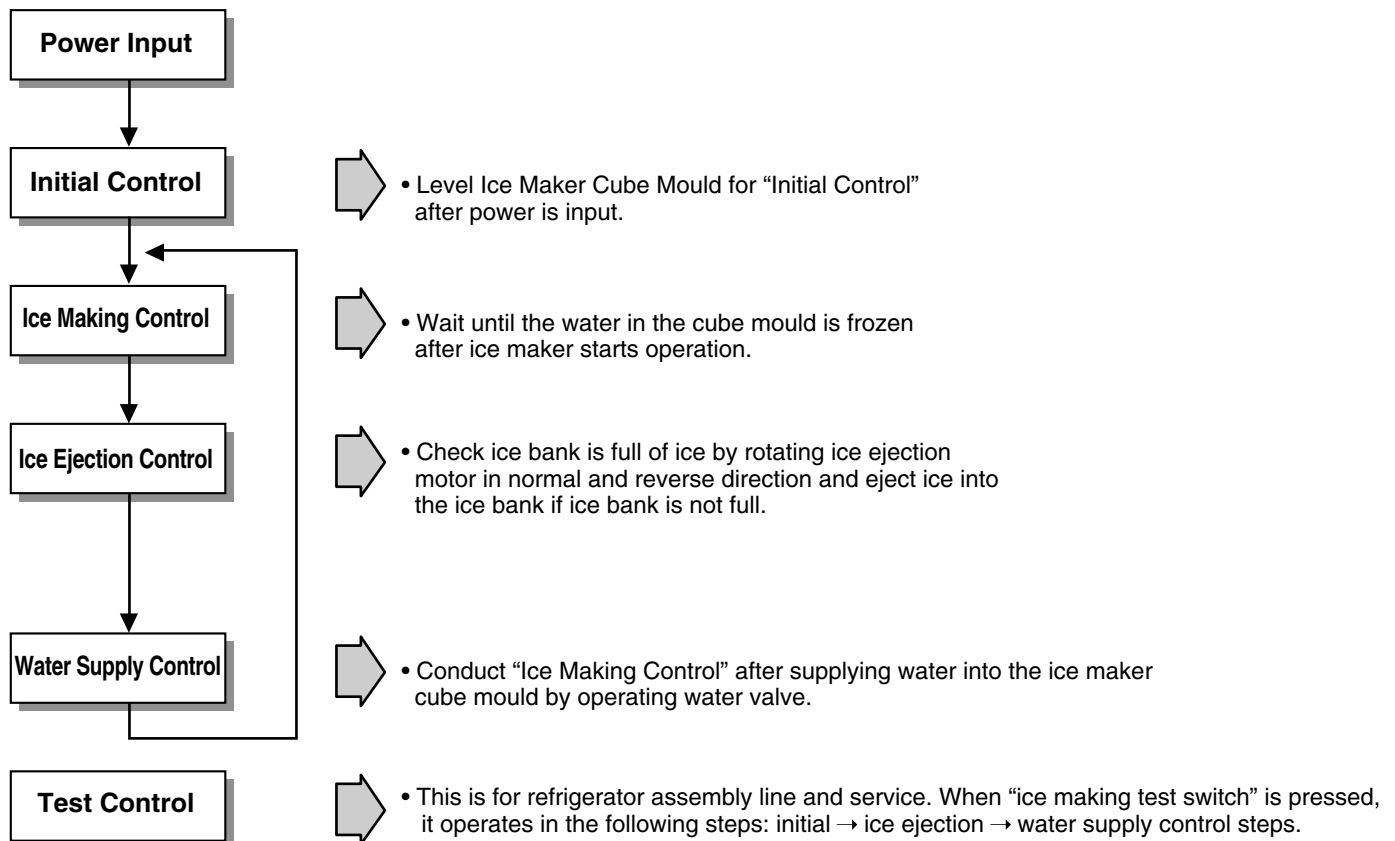 Power Input
Initial Control
• Level Ice Maker Cube Mould for “Initial Control”
after power is input.
Ice Making Control
• Wait until the water in the cube mould is frozen
after ice maker starts operation.
Ice Ejection Control
• Check ice bank is full of ice by rotating ice ejection
motor in normal and reverse direction and eject ice into
the ice bank if ice bank is not full.
Water Supply Control
• Conduct “Ice Making Control” after supplying water into the ice maker
cube mould by operating water valve.
Test Control
• This is for refrigerator assembly line and service. When “ice making test switch” is pressed,
it operates in the following steps: initial → ice ejection → water supply control steps.